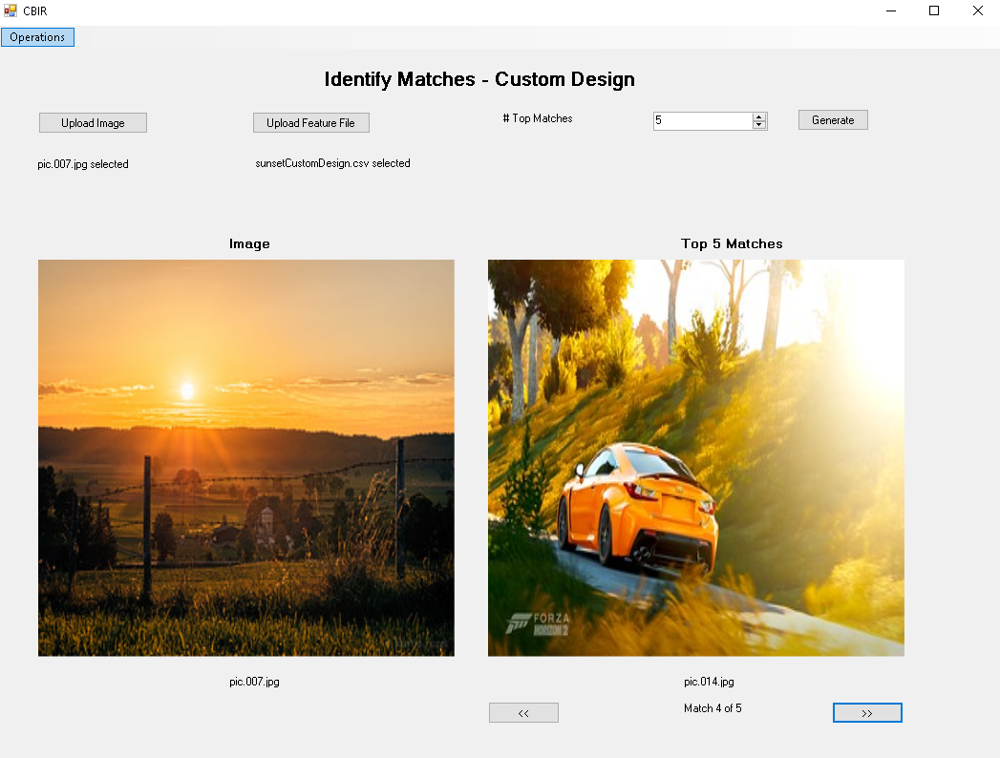 CBIR
Operations
Identify Matches - Custom Design
Upload Image
Upload Feature File
# Top Matches
5
Generate
pic.007.jpg selected
sunsetCustomDesign.csv selected
Image
Top 5 Matches
FORZA
HORIZON 2
pic.007.jpg
pic.014.jpg
<<
Match 4 of 5
>>